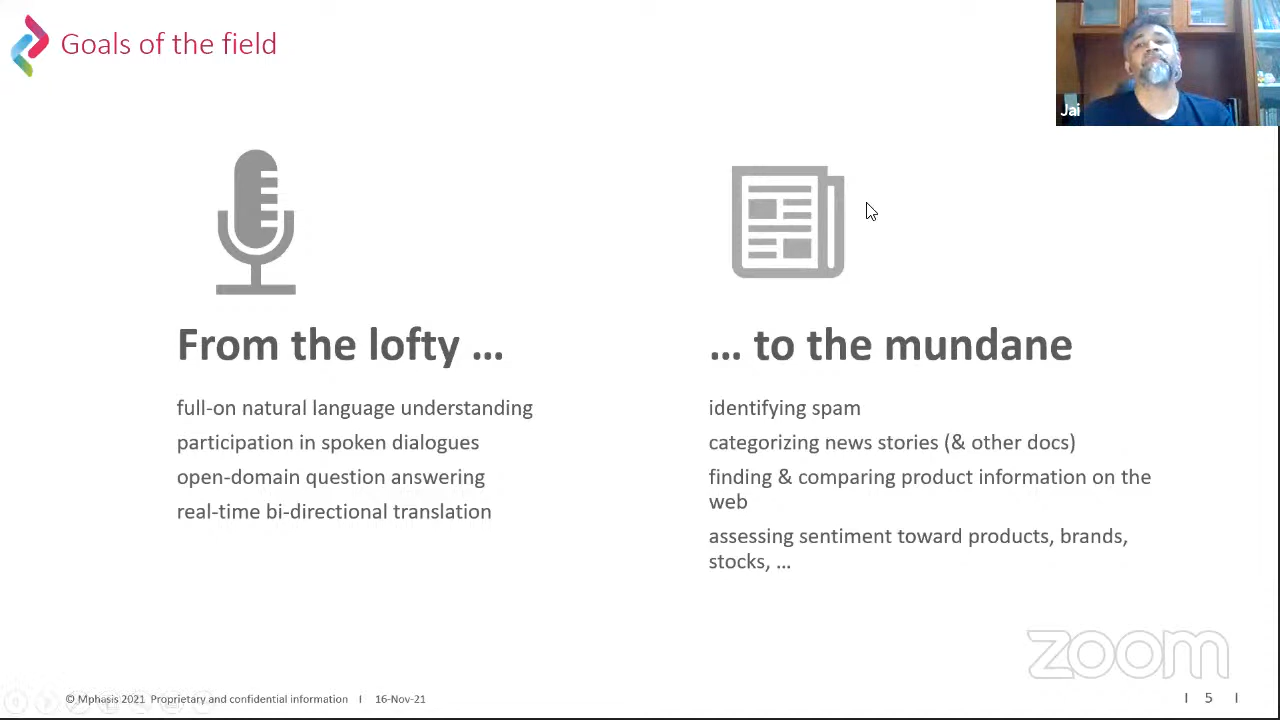 Goals of the field
Jai
From the lofty ...
full-on natural language understanding
participation in spoken dialogues
open-domain question answering
real-time bi-directional translation
... to the mundane
identifying spam
categorizing news stories (& other docs)
finding & comparing product information on the
web
assessing sentiment toward products, brands,
stocks, ...
zoom
© Mphasis 2021 Proprietary and confidential information | 16-Nov-21
| 5 |